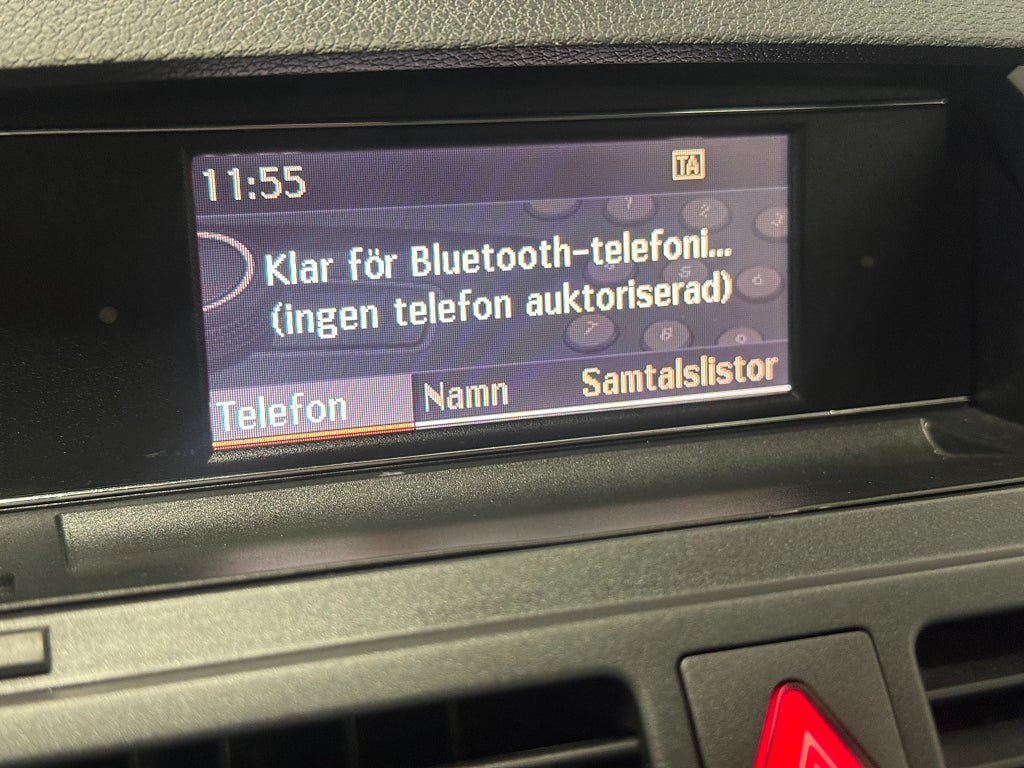 11:55 TA
Klar för Bluetooth-telefoni...
(ingen telefon auktoriserad)
Telefon Namn Samtalslistor